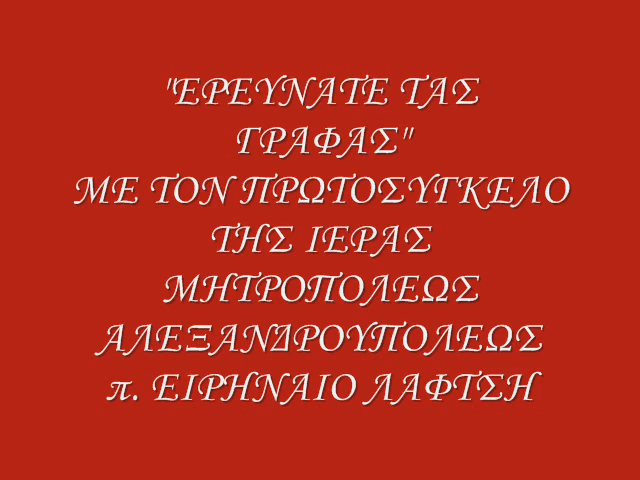 "ΕΡΕΥΝΑΤΕ ΤΑΣ
ΓΡΑΦΑΣ"
ΜΕ ΤΟΝ ΠΡΩΤΟΣΥΓΚΕΛΟ
ΤΗΣ ΙΕΡΑΣ
ΜΗΤΡΟΠΟΛΕΩΣ
ΑΛΕΞΑΝΔΡΟΥΠΟΛΕΩΣ
π. ΕΙΡΗΝΑΙΟ ΛΑΦΤΣΗ